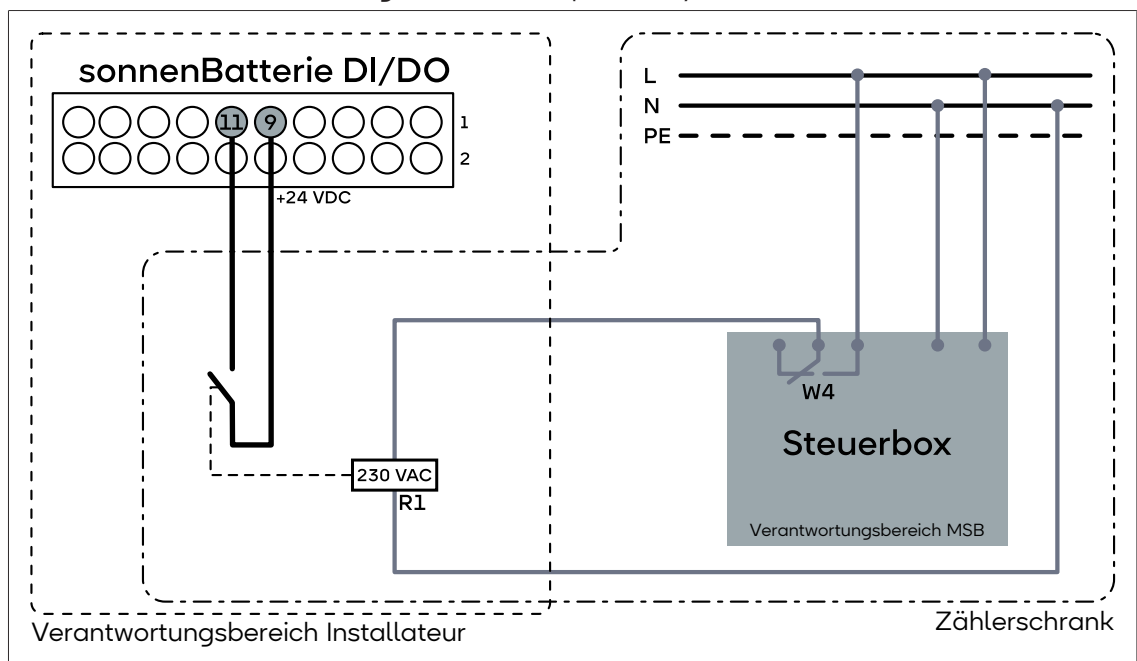 sonnenBatterie DI/DO
11 9 1
2
+24 VDC
L
N
PE
W4
Steuerbox
Verantwortungsbereich MSB
230 VAC
R1
Verantwortungsbereich Installateur
Zählerschrank